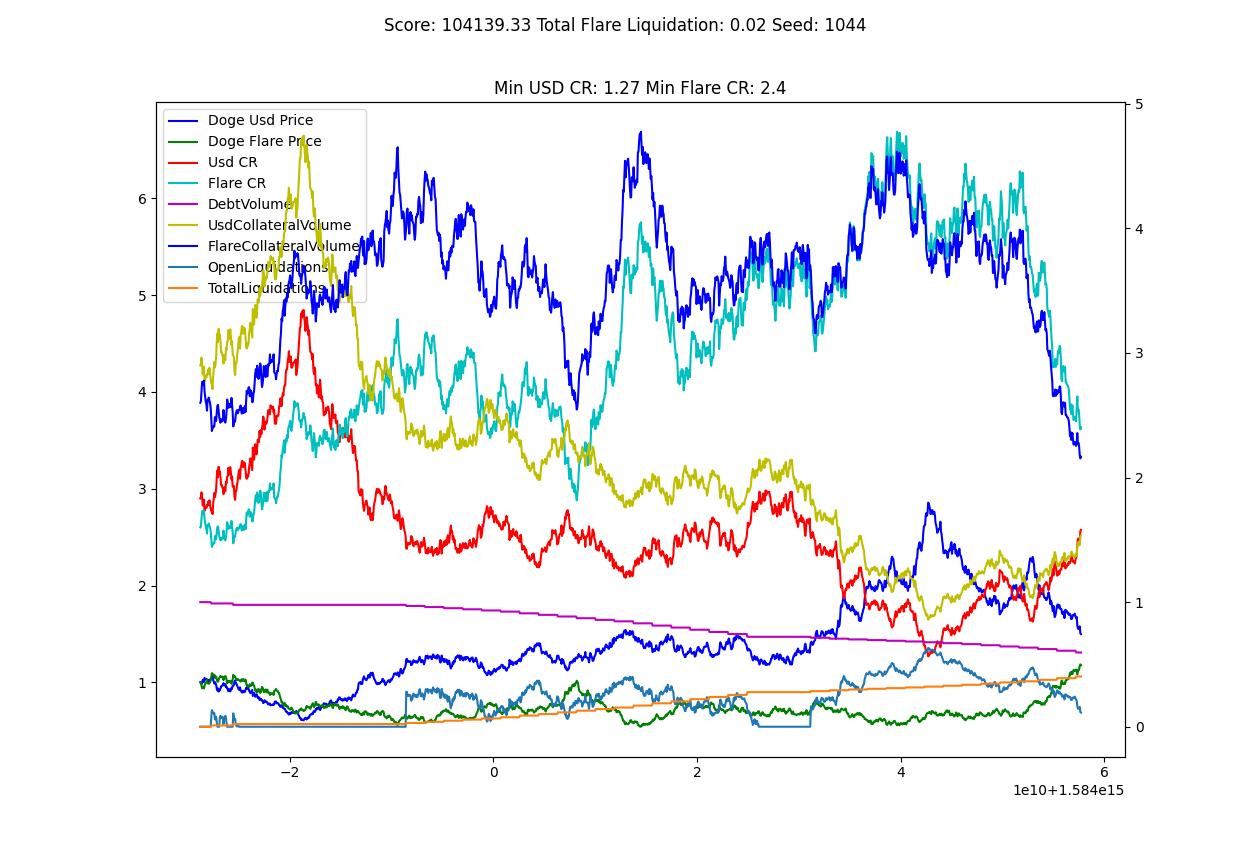 Score: 104139.33 Total Flare Liquidation: 0.02 Seed: 1044
Min USD CR: 1.27 Min Flare CR: 2.4
Doge Usd Price
Doge Flare Price
Usd CR
Flare CR
DebtVolume
UsdCollateralVolume
FlareCollateralVolume
OpenLiquidations
TotalLiquidations
6
5
4
3
2
1
5
4
3
2
1
0
−2
0
2
4
6
1e10+1.584e15